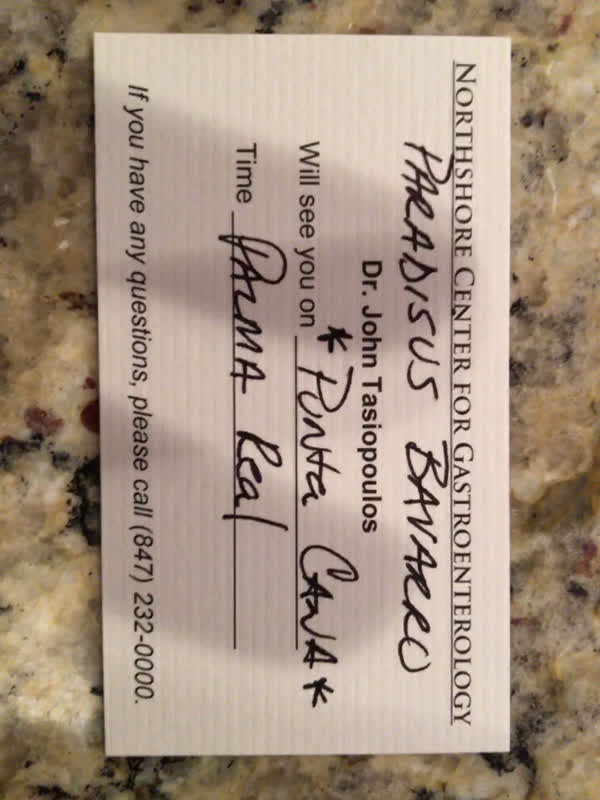 NORTHSHORE CENTER FOR GASTROENTEROLOGY
PARADISUS BAVARRO
Dr. John Tasiopoulos
Will see you on *PUNta CANA*
Time PALMA Real
If you have any questions, please call (847) 232-0000.